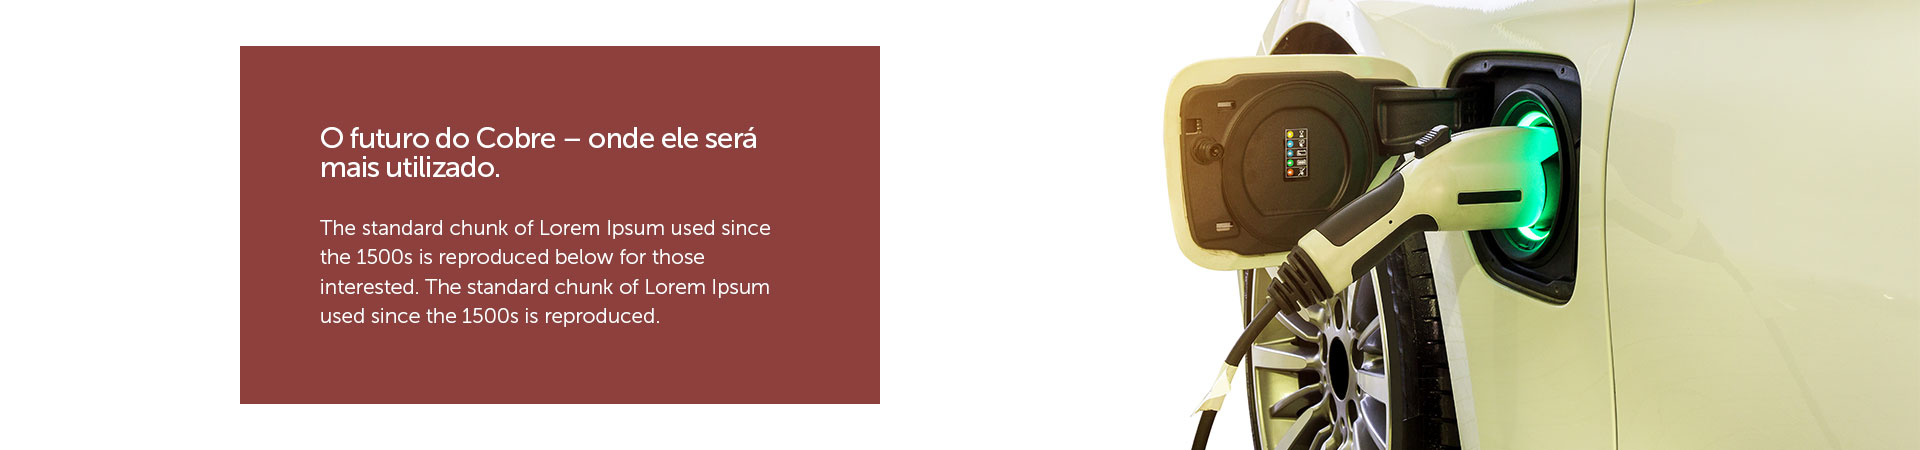 O futuro do Cobre – onde ele será
mais utilizado.
The standard chunk of Lorem Ipsum used since
the 1500s is reproduced below for those
interested. The standard chunk of Lorem Ipsum
used since the 1500s is reproduced.